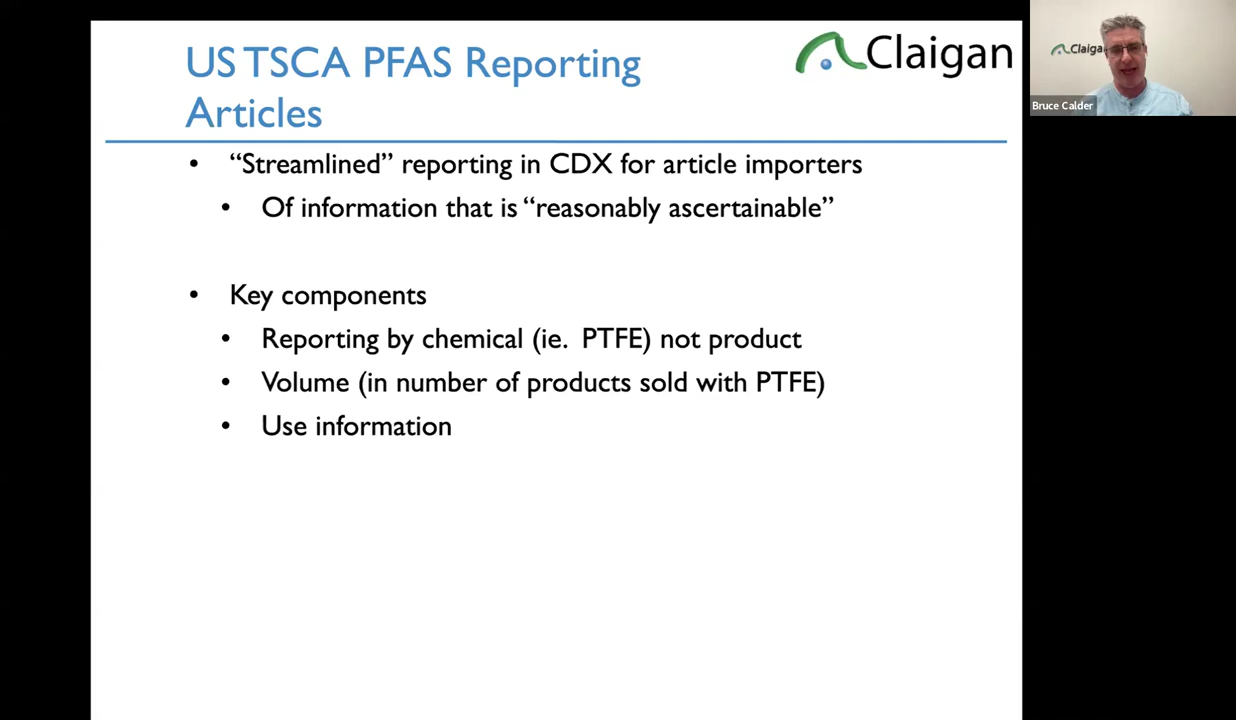 US TSCA PFAS Reporting
Articles
Claigan
• “Streamlined” reporting in CDX for article importers
• Of information that is “reasonably ascertainable”
• Key components
• Reporting by chemical (ie. PTFE) not product
• Volume (in number of products sold with PTFE)
• Use information
Claigan
Bruce Calder